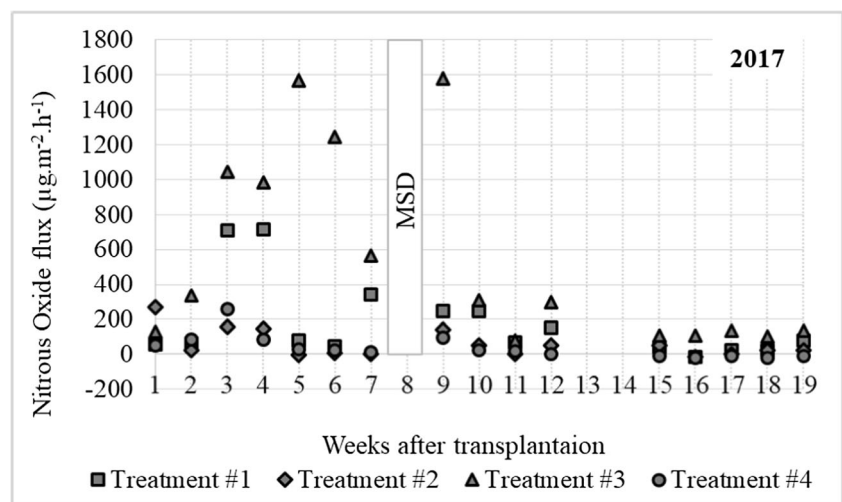 1800
1600
1400
1200
1000
800
600
400
200
0
-200
Nitrous Oxide flux (µg.m-2.h-1)
2017
MSD
1 2 3 4 5 6 7 8 9 10 11 12 13 14 15 16 17 18 19
Weeks after transplantaion
Treatment #1 Treatment #2 Treatment #3 Treatment #4